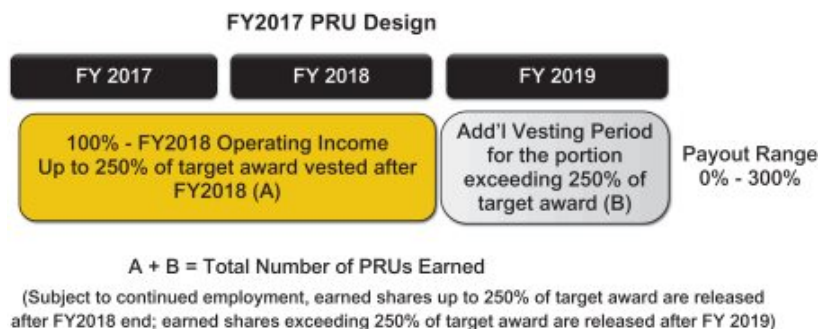 FY2017 PRU Design
FY 2017
FY 2018
FY 2019
100% - FY2018 Operating Income
Up to 250% of target award vested after
FY2018 (A)
Add'l Vesting Period
for the portion
exceeding 250% of
target award (B)
Payout Range
0% - 300%
A + B = Total Number of PRUs Earned
(Subject to continued employment, earned shares up to 250% of target award are released
after FY2018 end; earned shares exceeding 250% of target award are released after FY 2019)